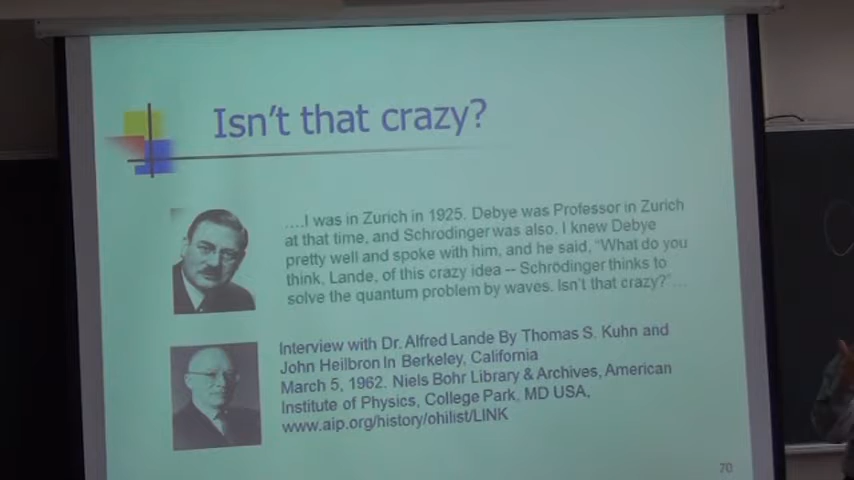 Isn't that crazy?
....I was in Zurich in 1925. Debye was Professor in Zurich
at that time, and Schrodinger was also. I knew Debye
pretty well and spoke with him, and he said, "What do you
think, Lande, of this crazy idea -- Schrödinger thinks to
solve the quantum problem by waves. Isn't that crazy?"...
Interview with Dr. Alfred Lande By Thomas S. Kuhn and
John Heilbron In Berkeley, California
March 5, 1962. Niels Bohr Library & Archives, American
Institute of Physics, College Park, MD USA,
www.aip.org/history/ohilist/LINK
70